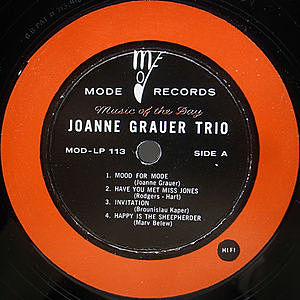 MODE RECORDS
Music of the Day
JOANNE GRAUER TRIO
MOD-LP 113 SIDE A
1. MOOD FOR MODE
(Joanne Grauer)
2. HAVE YOU MET MISS JONES
(Rodgers - Hart)
3. INVITATION
(Brounislau Kaper)
4. HAPPY IS THE SHEEPHERDER
(Marv Belew)
HIFI